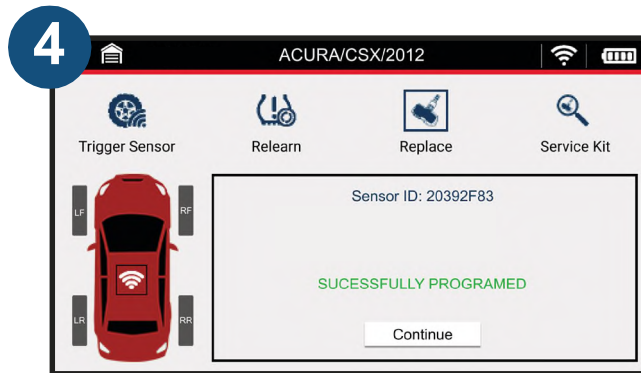 4
ACURA/CSX/2012
Trigger Sensor
Relearn
Replace
Service Kit
LF
RF
LR
RR
Sensor ID: 20392F83
SUCESSFULLY PROGRAMED
Continue